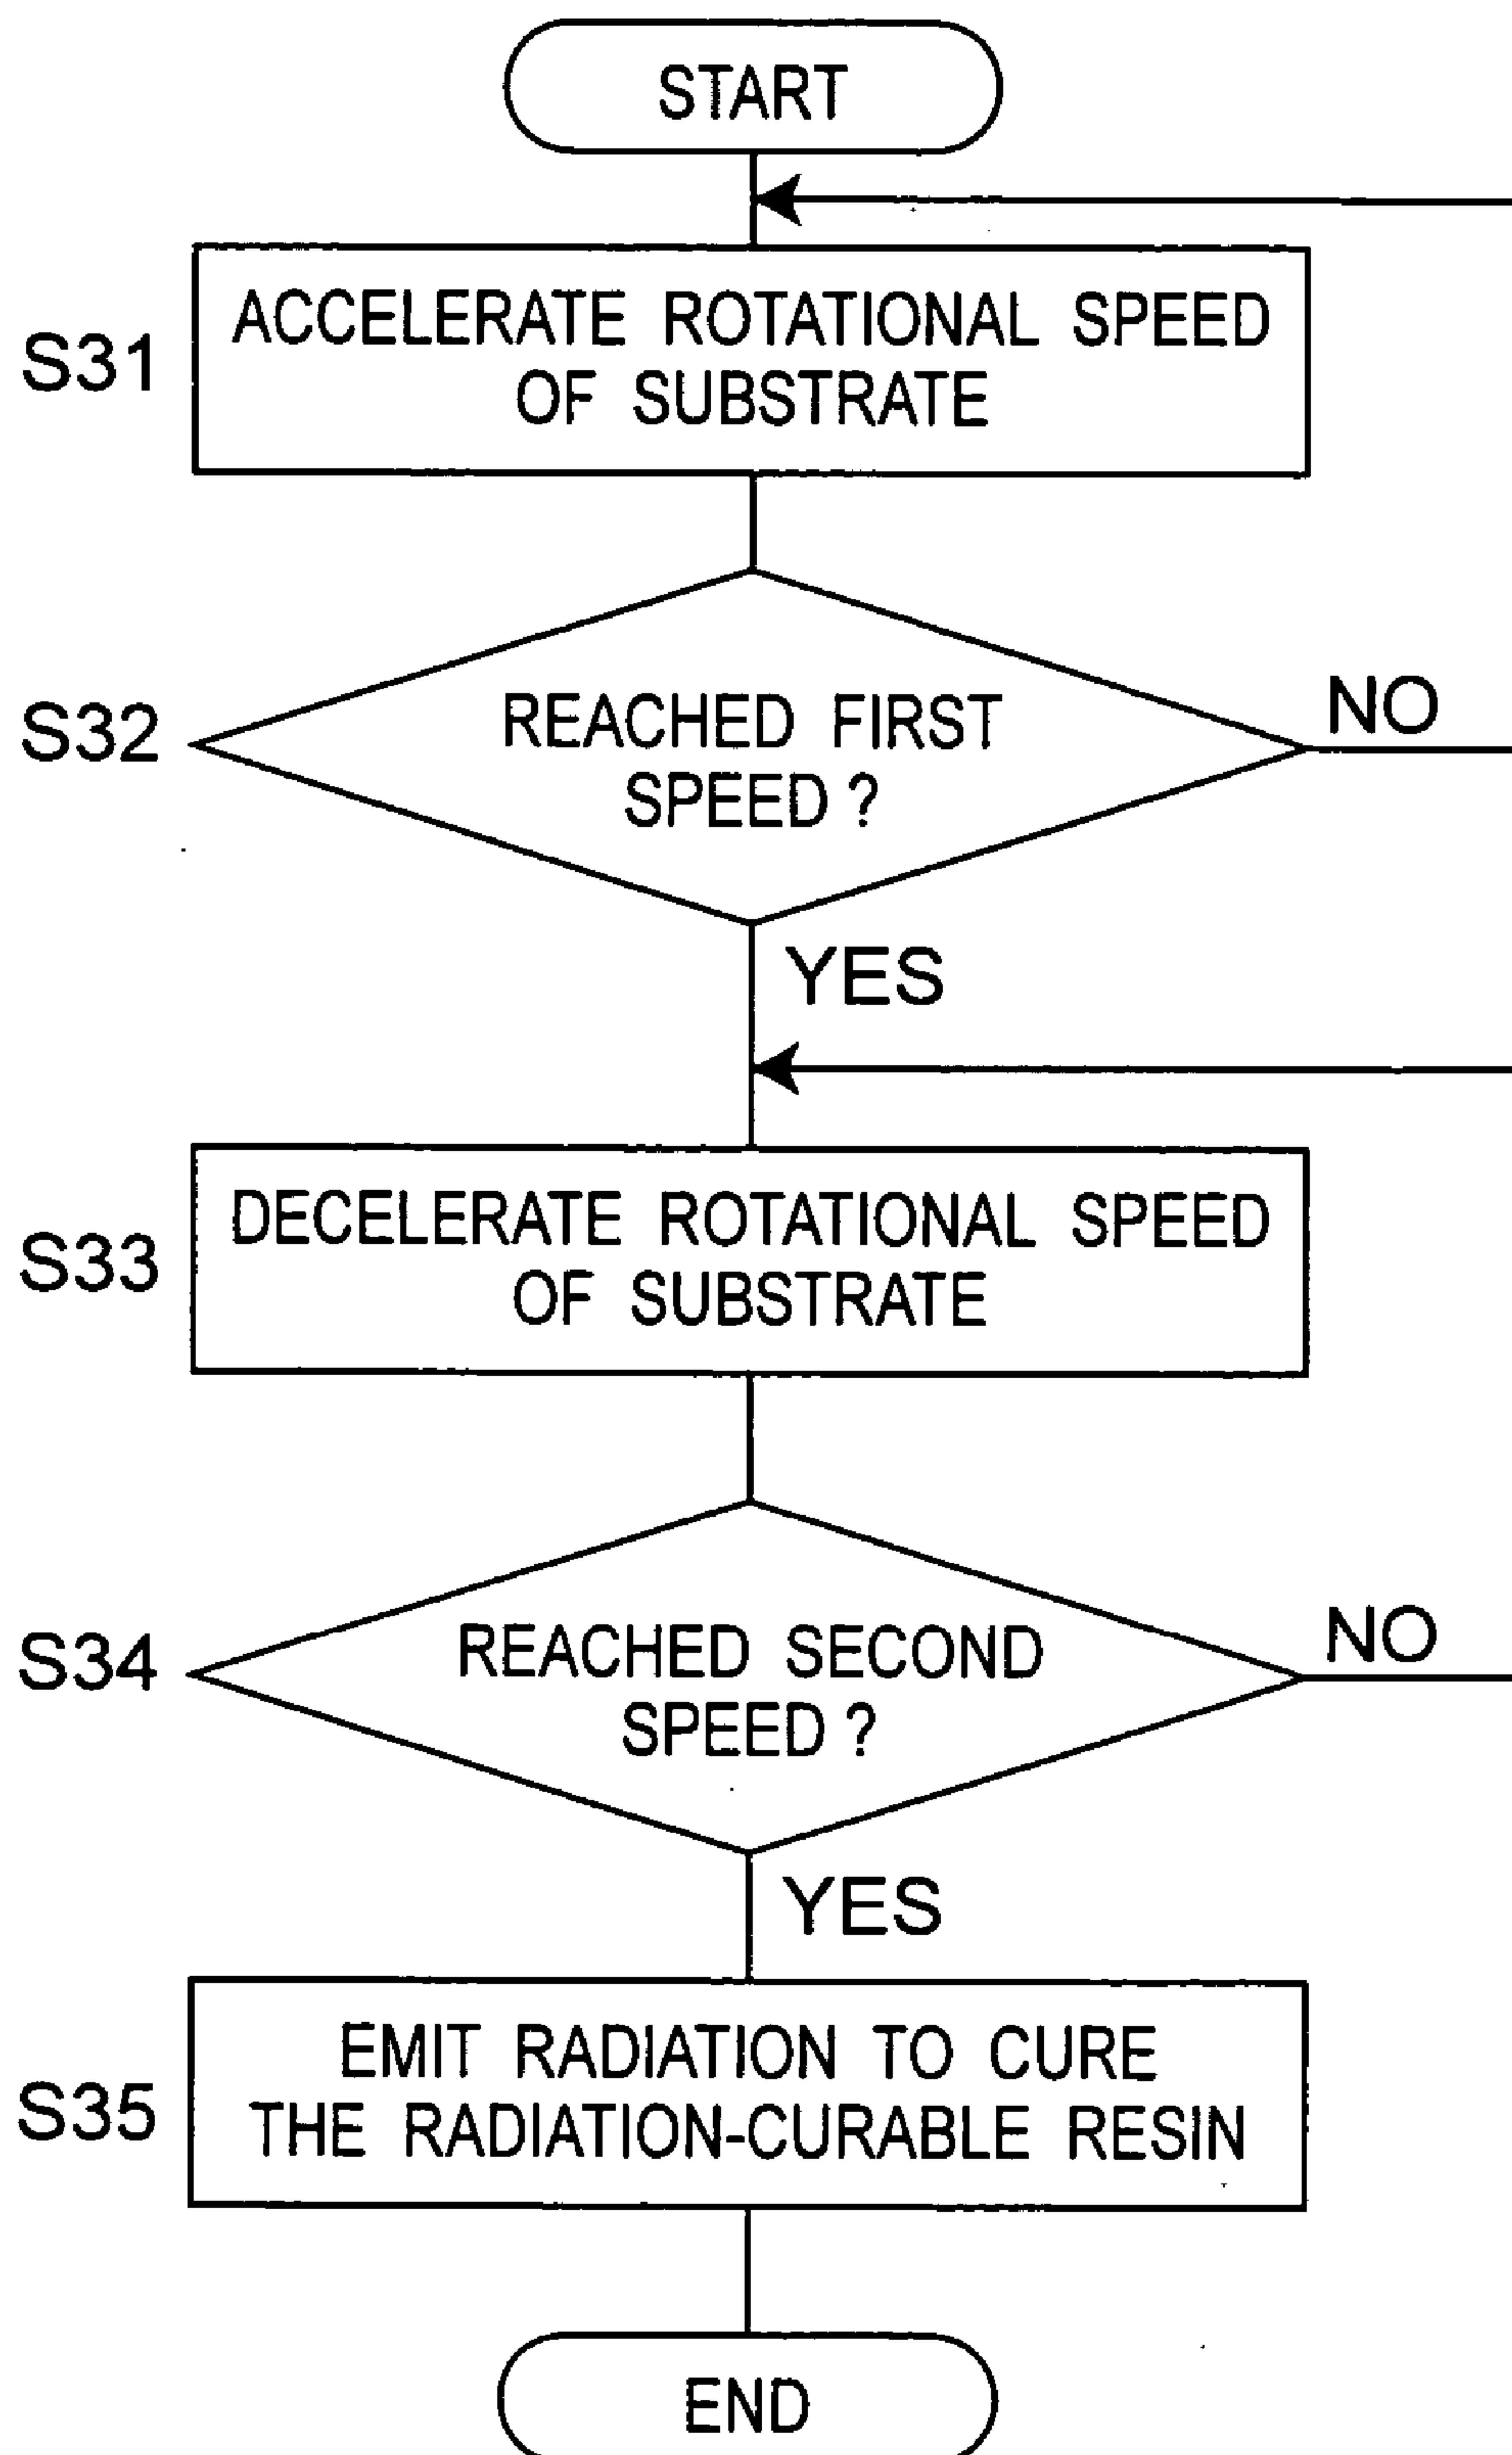 START
S31
ACCELERATE ROTATIONAL SPEED
OF SUBSTRATE
S32
REACHED FIRST
SPEED ?
NO
YES
S33
DECELERATE ROTATIONAL SPEED
OF SUBSTRATE
S34
REACHED SECOND
SPEED ?
NO
YES
S35
EMIT RADIATION TO CURE
THE RADIATION-CURABLE RESIN
END